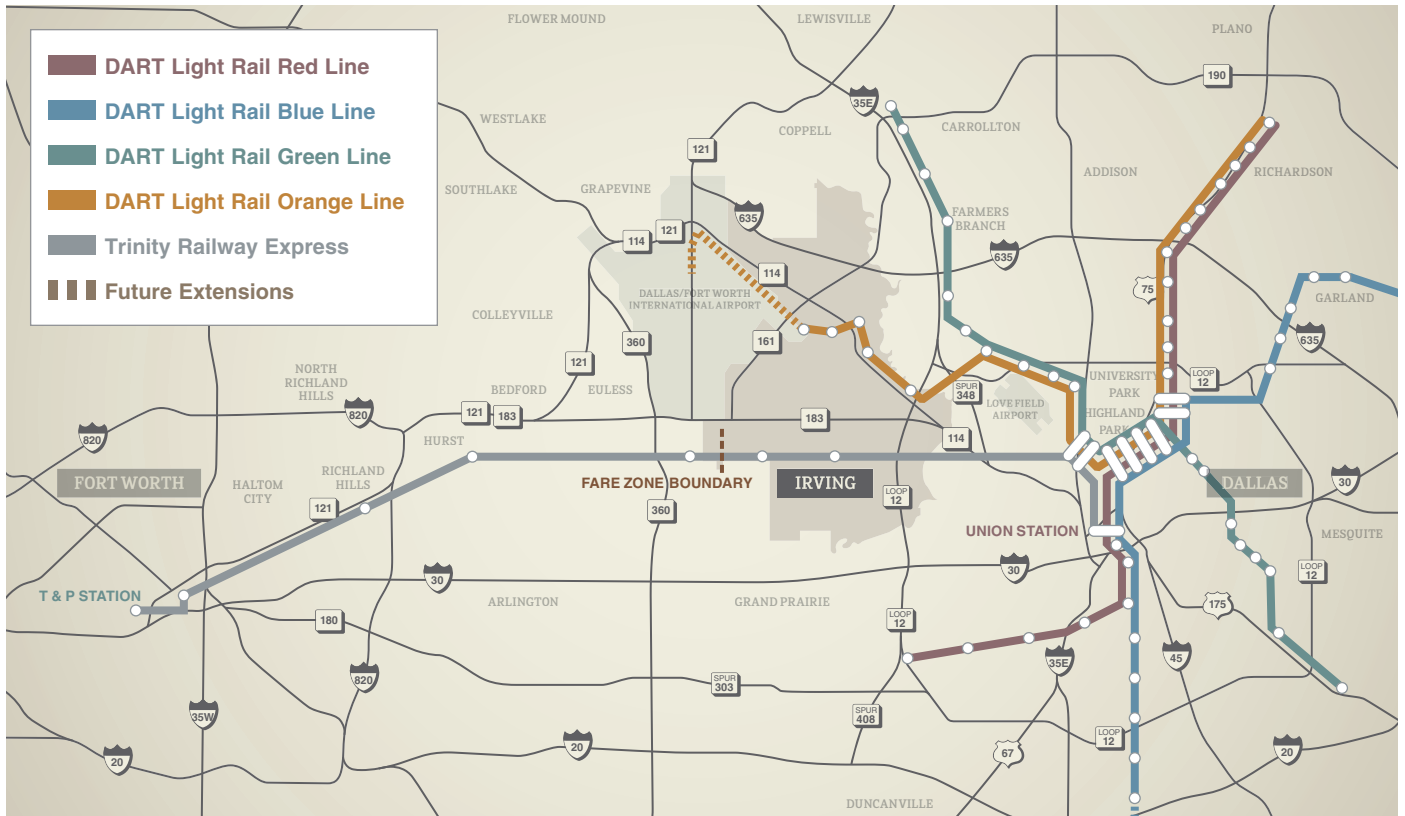 FLOWER MOUND
LEWISVILLE
PLANO
DART Light Rail Red Line
DART Light Rail Blue Line
DART Light Rail Green Line
DART Light Rail Orange Line
Trinity Railway Express
Future Extensions
190
35E
WESTLAKE
COPPELL
CARROLLTON
121
ADDISON
RICHARDSON
SOUTHLAKE
GRAPEVINE
635
FARMERS
BRANCH
114
121
635
114
75
DALLAS/FORT WORTH
INTERNATIONAL AIRPORT
GARLAND
COLLEYVILLE
360
161
635
121
NORTH
RICHLAND
HILLS
BEDFORD
EULESS
SPUR
348
UNIVERSITY
PARK
LOOP
12
LOVE FIELD
AIRPORT
820
121
183
183
HIGHLAND
PARK
820
HURST
114
FORT WORTH
HALTOM
CITY
RICHLAND
HILLS
FARE ZONE BOUNDARY
IRVING
LOOP
12
DALLAS
30
121
360
UNION STATION
MESQUITE
30
30
LOOP
12
T & P STATION
ARLINGTON
GRAND PRAIRIE
175
180
LOOP
12
820
35E
45
SPUR
303
35W
SPUR
408
LOOP
12
20
20
67
20
DUNCANVILLE